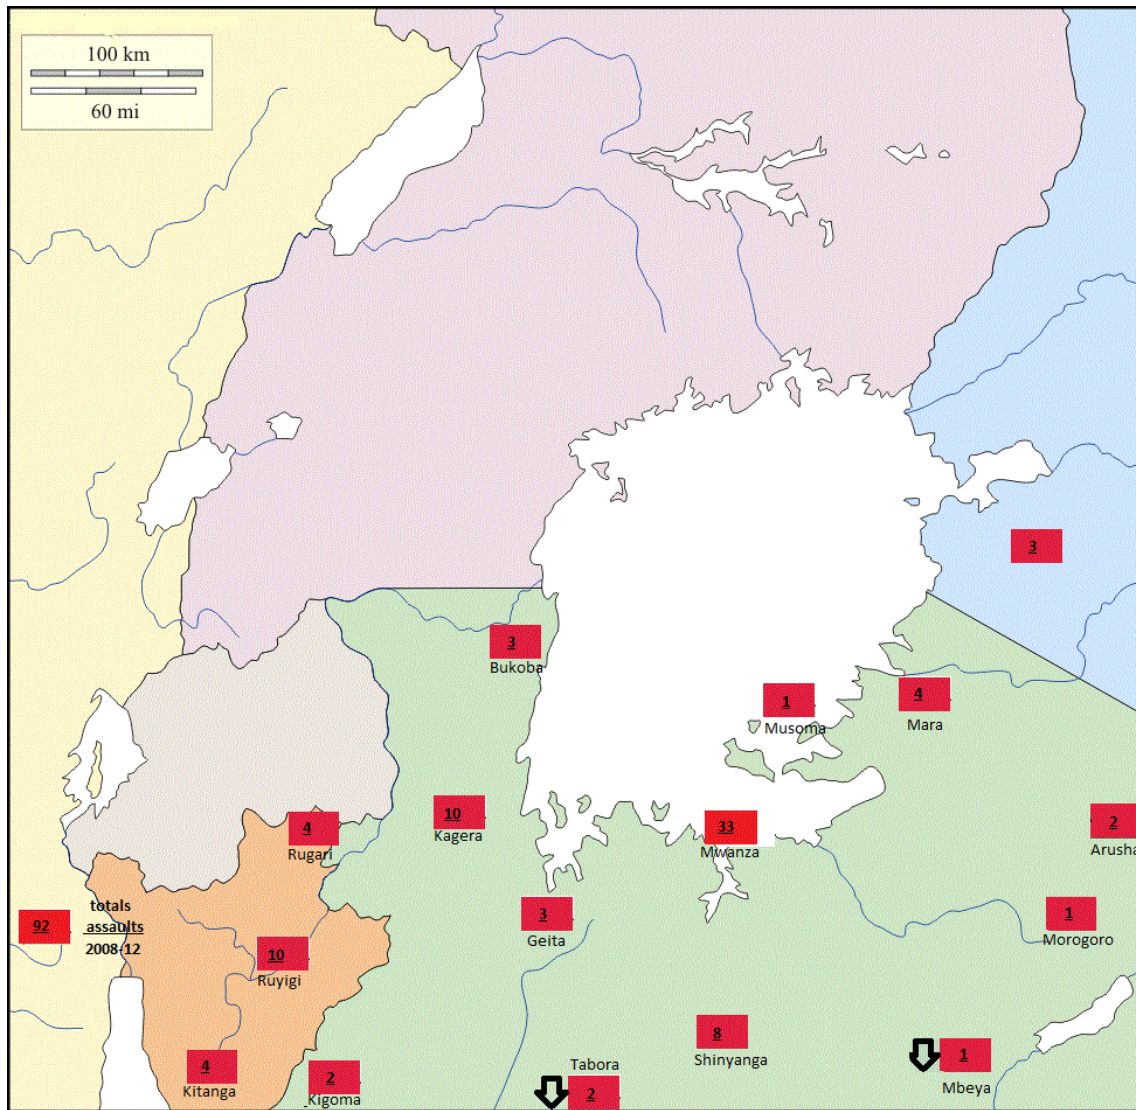 100 km
60 mi
3
3
Bukoba
1
Musoma
4
Mara
10
Kagera
4
Rugari
33
Mwanza
2
Arusha
92
totals
assaults
2008-12
3
Geita
1
Morogoro
10
Ruyigi
8
Shinyanga
1
Mbeya
4
Kitanga
2
Kigoma
Tabora
2